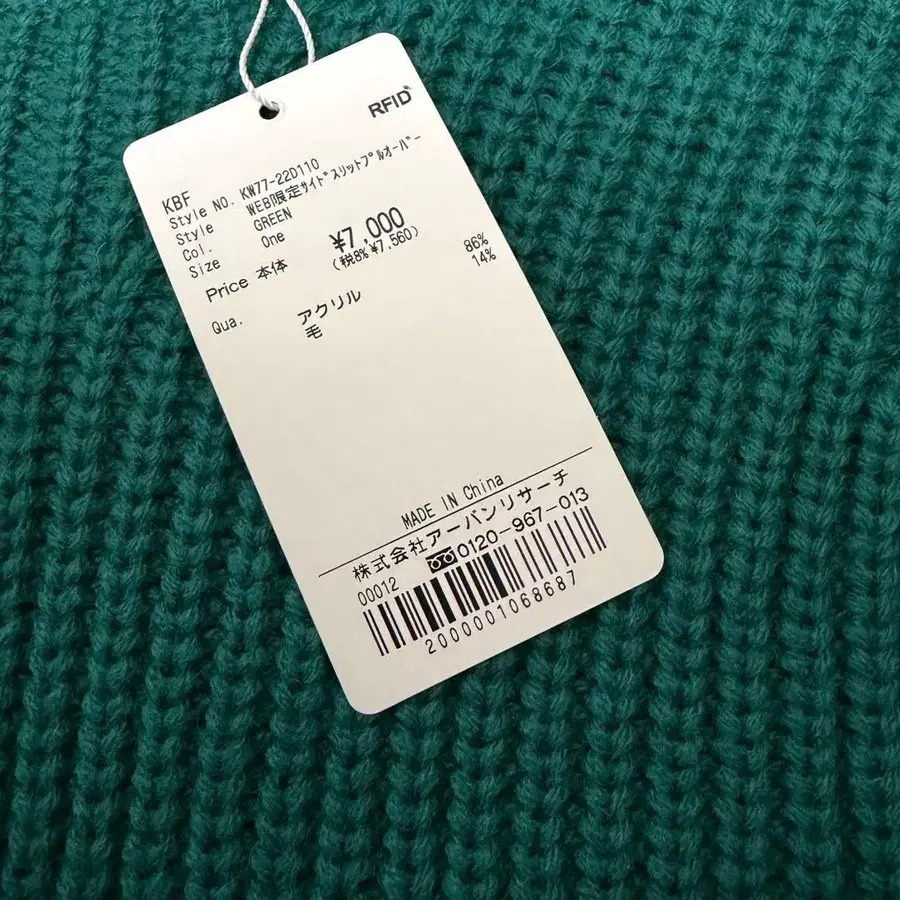 RFID
KBF
Style NO. KW77-22D110
Style WEB限定ｻｲﾄﾞｽﾘｯﾄﾌﾟﾙｵｰﾊﾞｰ
Col. GREEN
Size One
Price 本体 ¥7,000
(税8% ¥7,560)
Qua. アクリル 86%
毛 14%
MADE IN China
株式会社アーバンリサーチ
0120-967-013
00012
2000001068687